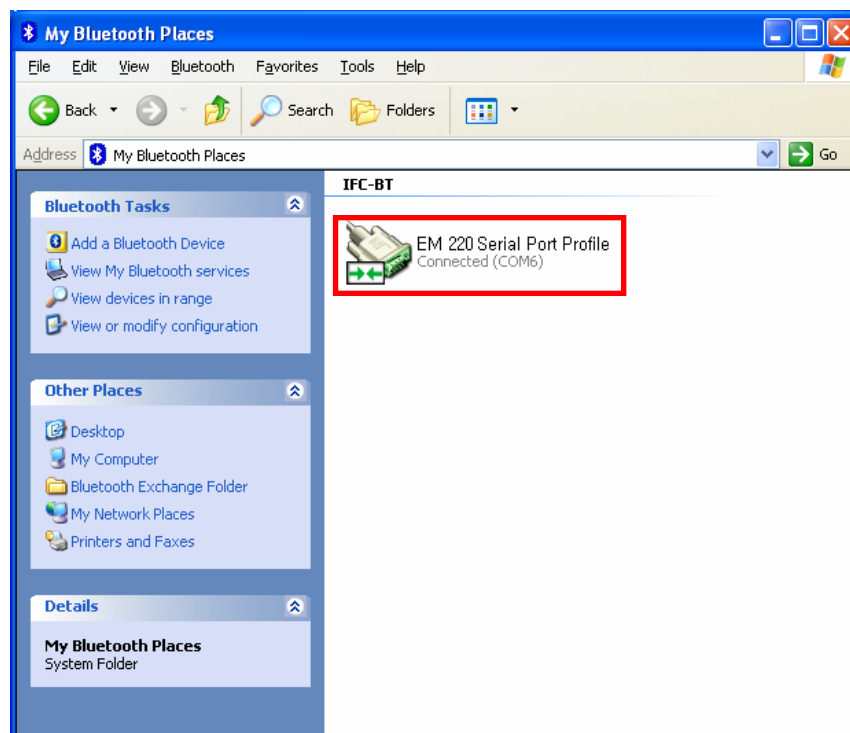 My Bluetooth Places
File Edit View Bluetooth Favorites Tools Help
Back Search Folders
Address My Bluetooth Places Go
Bluetooth Tasks
Add a Bluetooth Device
View My Bluetooth services
View devices in range
View or modify configuration
Other Places
Desktop
My Computer
Bluetooth Exchange Folder
My Network Places
Printers and Faxes
Details
My Bluetooth Places
System Folder
IFC-BT
EM 220 Serial Port Profile
Connected (COM6)